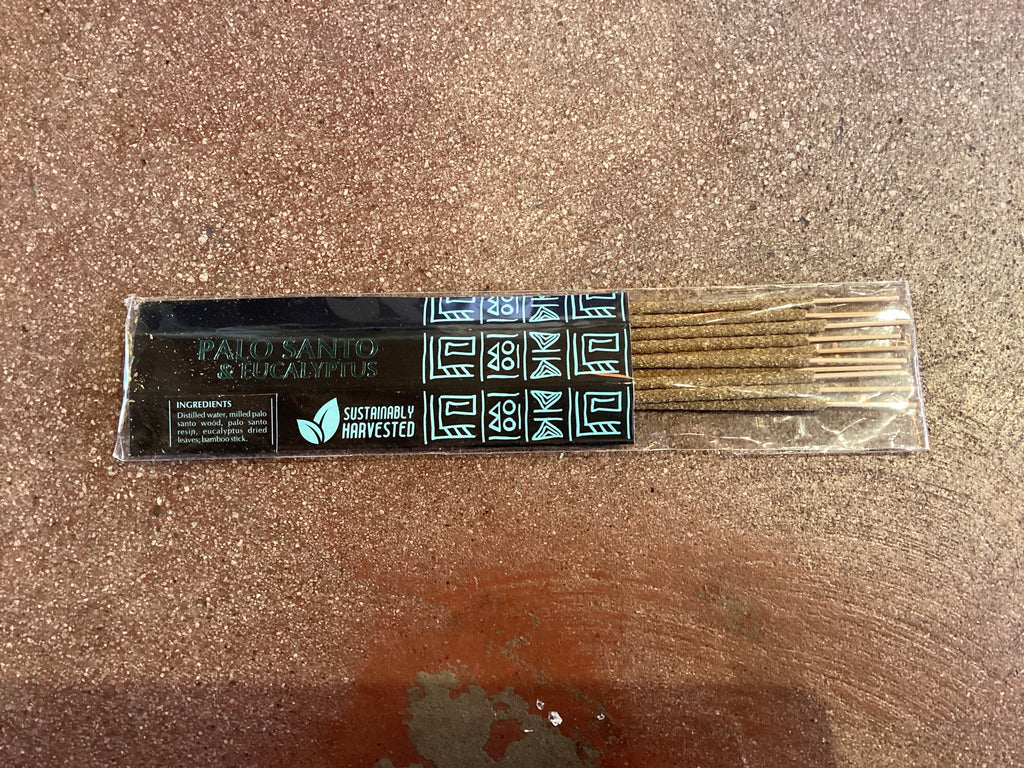 PALO SANTO
& EUCALYPTUS
INGREDIENTS
Distilled water, milled palo
santo wood, palo santo
resin, eucalyptus dried
leaves, bamboo stick.
SUSTAINABLY
HARVESTED